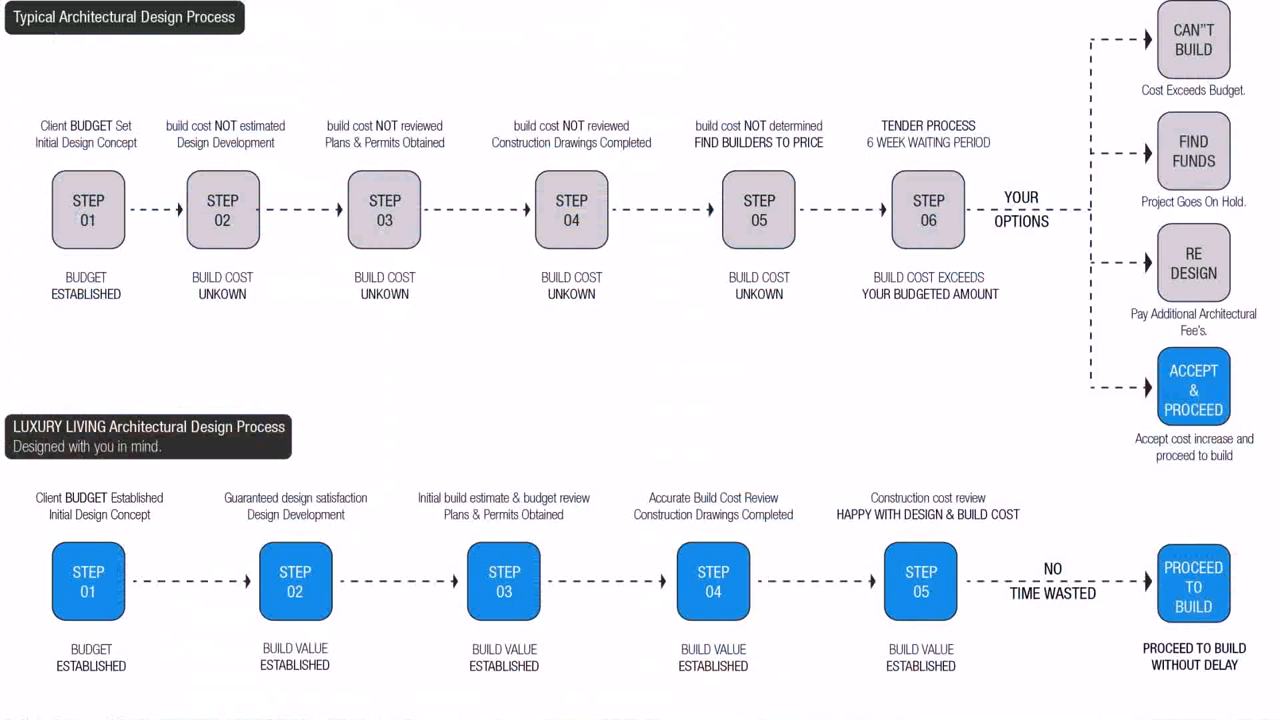 Typical Architectural Design Process
CAN"T
BUILD
Cost Exceeds Budget.
Client BUDGET Set
Initial Design Concept
build cost NOT estimated
Design Development
build cost NOT reviewed
Plans & Permits Obtained
build cost NOT reviewed
Construction Drawings Completed
build cost NOT determined
FIND BUILDERS TO PRICE
TENDER PROCESS
6 WEEK WAITING PERIOD
FIND
FUNDS
Project Goes On Hold.
STEP
01
STEP
02
STEP
03
STEP
04
STEP
05
STEP
06
YOUR
OPTIONS
RE
DESIGN
Pay Additional Architectural
Fee's.
BUDGET
ESTABLISHED
BUILD COST
UNKOWN
BUILD COST
UNKOWN
BUILD COST
UNKOWN
BUILD COST
UNKOWN
BUILD COST EXCEEDS
YOUR BUDGETED AMOUNT
ACCEPT
&
PROCEED
Accept cost increase and
proceed to build
LUXURY LIVING Architectural Design Process
Designed with you in mind.
Client BUDGET Established
Initial Design Concept
Guaranteed design satisfaction
Design Development
Initial build estimate & budget review
Plans & Permits Obtained
Accurate Build Cost Review
Construction Drawings Completed
Construction cost review
HAPPY WITH DESIGN & BUILD COST
STEP
01
STEP
02
STEP
03
STEP
04
STEP
05
NO
TIME WASTED
PROCEED
TO
BUILD
BUDGET
ESTABLISHED
BUILD VALUE
ESTABLISHED
BUILD VALUE
ESTABLISHED
BUILD VALUE
ESTABLISHED
BUILD VALUE
ESTABLISHED
PROCEED TO BUILD
WITHOUT DELAY